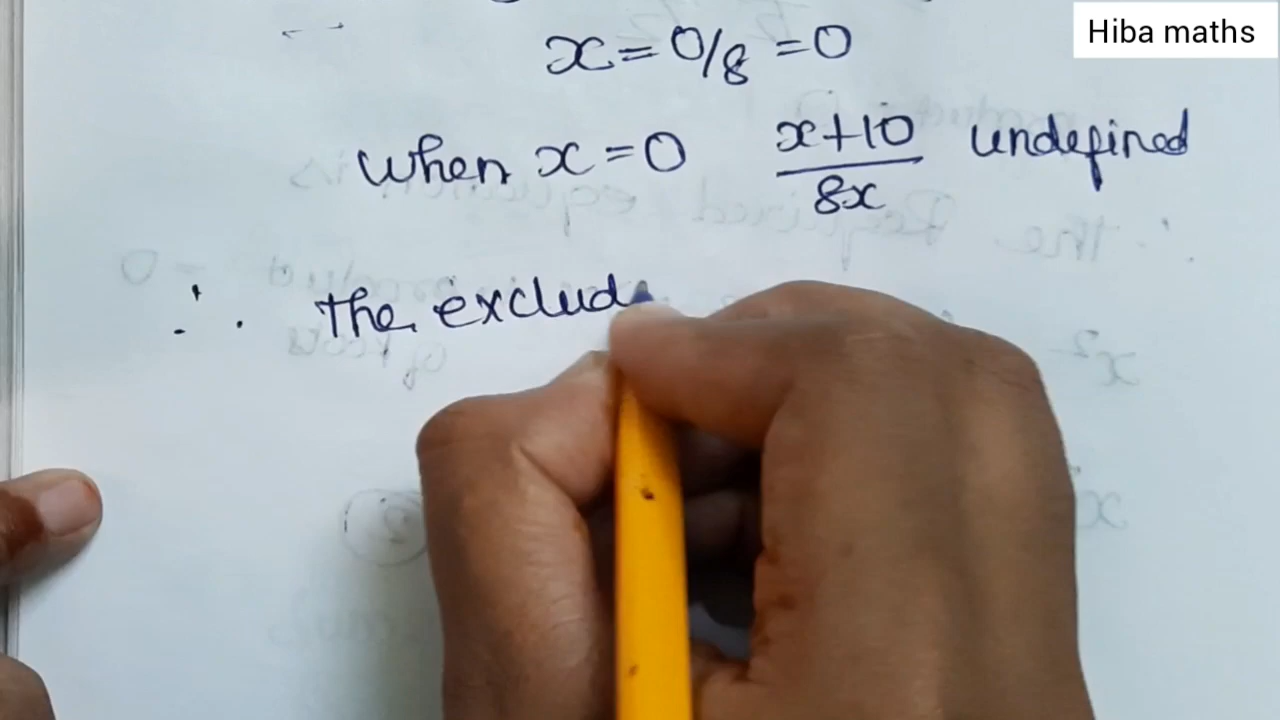 Hiba maths
x = 0/8 = 0
when x = 0 x+10/8x undefined
∴ The exclud